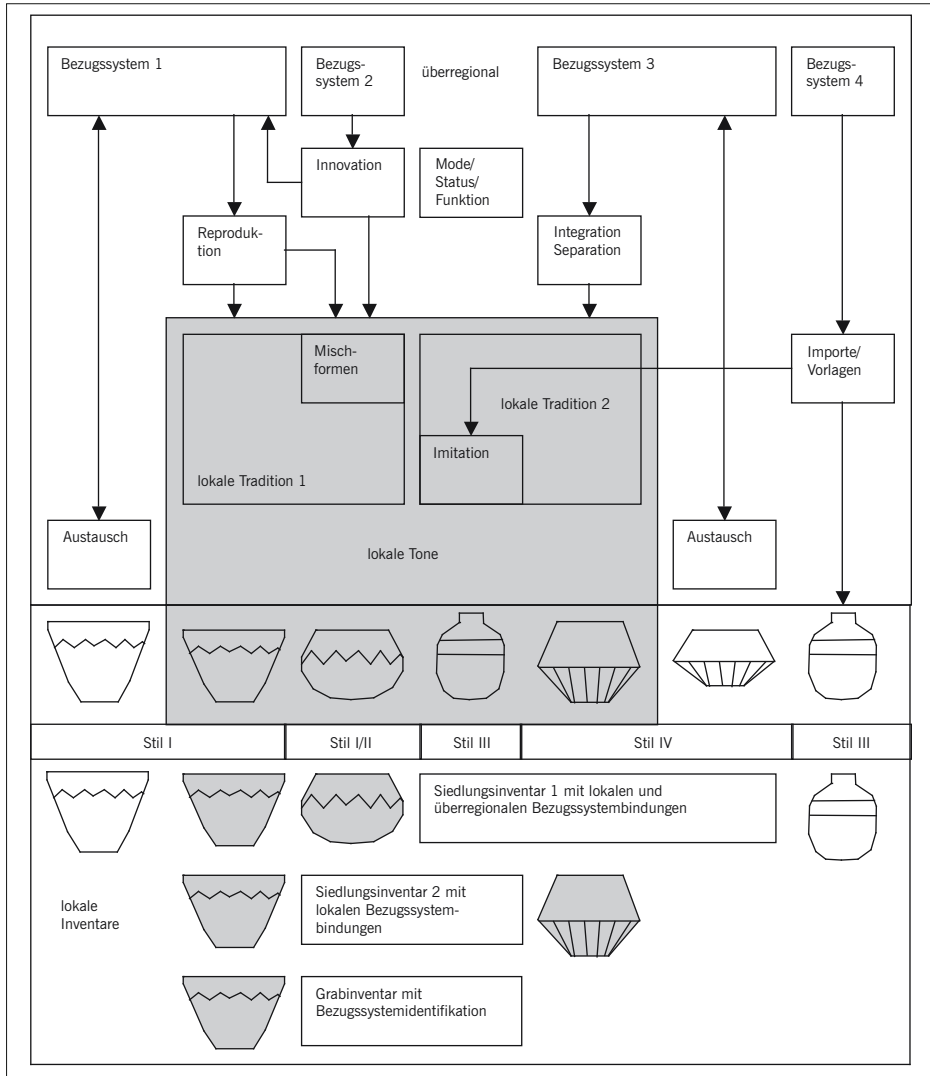 Bezugssystem 1
Bezugs-
system 2
überregional
Bezugssystem 3
Bezugs-
system 4
Innovation
Mode/
Status/
Funktion
Reproduk-
tion
Integration
Separation
Misch-
formen
Importe/
Vorlagen
lokale Tradition 2
Imitation
lokale Tradition 1
Austausch
lokale Tone
Austausch
Stil I
Stil I/II
Stil III
Stil IV
Stil III
Siedlungsinventar 1 mit lokalen und
überregionalen Bezugssystembindungen
lokale
Inventare
Siedlungsinventar 2 mit
lokalen Bezugssystem-
bindungen
Grabinventar mit
Bezugssystemidentifikation